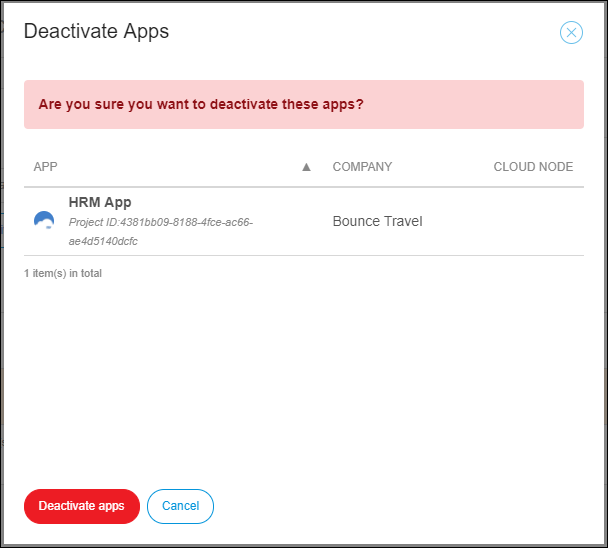 Deactivate Apps
Are you sure you want to deactivate these apps?
APP ▲ COMPANY CLOUD NODE
HRM App
Project ID:4381bb09-8188-4fce-ac66-
ae4d5140dcfc
Bounce Travel
1 item(s) in total
Deactivate apps Cancel